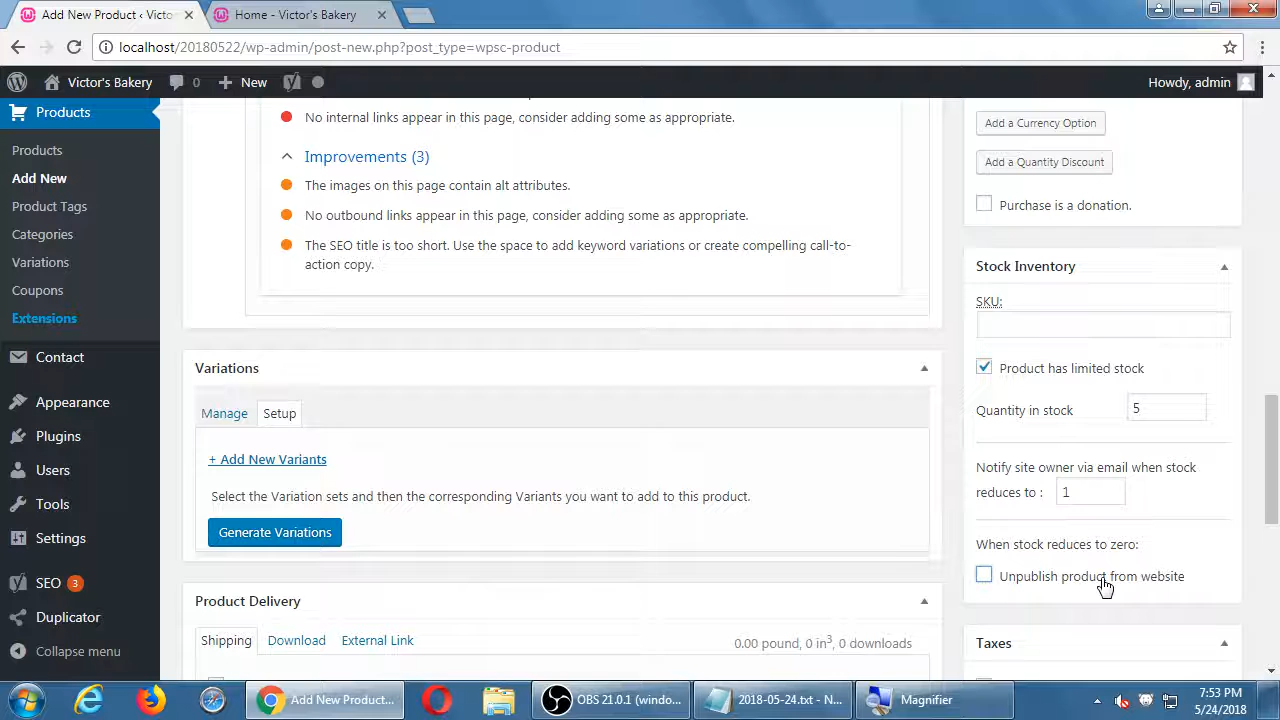 Add New Product ‹ Victo
Home - Victor's Bakery
localhost/20180522/wp-admin/post-new.php?post_type=wpsc-product
Victor's Bakery
0
New
Howdy, admin
Products
Products
Add New
Product Tags
Categories
Variations
Coupons
Extensions
Contact
Appearance
Plugins
Users
Tools
Settings
SEO 3
Duplicator
Collapse menu
No internal links appear in this page, consider adding some as appropriate.
Improvements (3)
The images on this page contain alt attributes.
No outbound links appear in this page, consider adding some as appropriate.
The SEO title is too short. Use the space to add keyword variations or create compelling call-to-
action copy.
Variations
Manage
Setup
+ Add New Variants
Select the Variation sets and then the corresponding Variants you want to add to this product.
Generate Variations
Product Delivery
Shipping
Download
External Link
0.00 pound, 0 in3, 0 downloads
Add a Currency Option
Add a Quantity Discount
Purchase is a donation.
Stock Inventory
SKU:
Product has limited stock
Quantity in stock
5
Notify site owner via email when stock
reduces to :
1
When stock reduces to zero:
Unpublish product from website
Taxes
Add New Product...
OBS 21.0.1 (windo...
2018-05-24.txt - N...
Magnifier
7:53 PM
5/24/2018